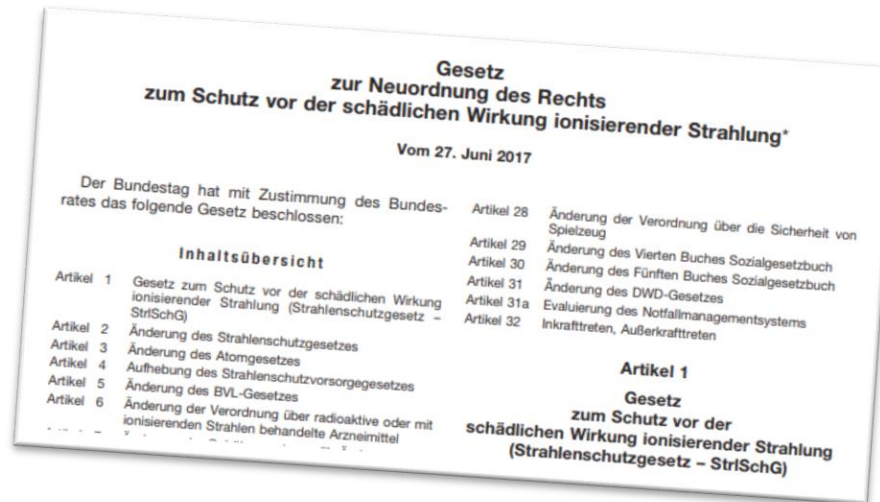 Gesetz
zur Neuordnung des Rechts
zum Schutz vor der schädlichen Wirkung ionisierender Strahlung*
Vom 27. Juni 2017
Der Bundestag hat mit Zustimmung des Bundes-
rates das folgende Gesetz beschlossen:
Inhaltsübersicht
Artikel 1 Gesetz zum Schutz vor der schädlichen Wirkung
ionisierender Strahlung (Strahlenschutzgesetz –
StrlSchG)
Artikel 2 Änderung des Strahlenschutzgesetzes
Artikel 3 Änderung des Atomgesetzes
Artikel 4 Aufhebung des Strahlenschutzvorsorgegesetzes
Artikel 5 Änderung des BVL-Gesetzes
Artikel 6 Änderung der Verordnung über radioaktive oder mit
ionisierenden Strahlen behandelte Arzneimittel
Artikel 28 Änderung der Verordnung über die Sicherheit von
Spielzeug
Artikel 29 Änderung des Vierten Buches Sozialgesetzbuch
Artikel 30 Änderung des Fünften Buches Sozialgesetzbuch
Artikel 31 Änderung des DWD-Gesetzes
Artikel 31a Evaluierung des Notfallmanagementsystems
Artikel 32 Inkrafttreten, Außerkrafttreten
Artikel 1
Gesetz
zum Schutz vor der
schädlichen Wirkung ionisierender Strahlung
(Strahlenschutzgesetz – StrlSchG)